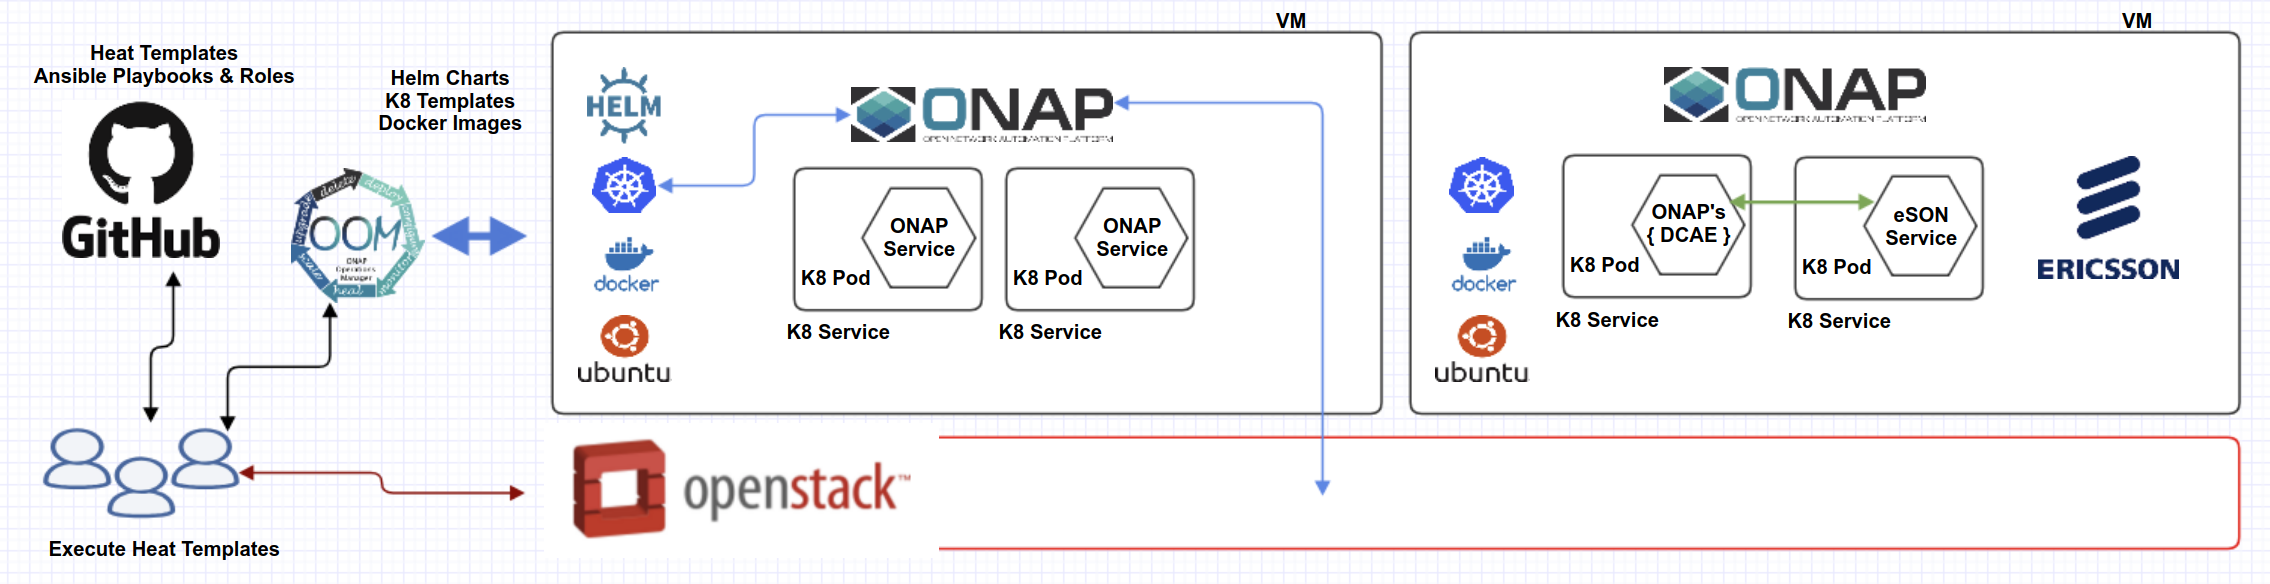 Heat Templates
Ansible Playbooks & Roles
GitHub
Helm Charts
K8 Templates
Docker Images
delete
deploy
configure
monitor
heal
scale
upgrade
OOM
ONAP
Operations
Manager
Execute Heat Templates
VM
HELM
docker
ubuntu
ONAP
OPEN NETWORK AUTOMATION PLATFORM
ONAP
Service
K8 Pod
K8 Service
ONAP
Service
K8 Pod
K8 Service
VM
docker
ubuntu
ONAP
OPEN NETWORK AUTOMATION PLATFORM
ONAP's
{ DCAE }
K8 Pod
K8 Service
eSON
Service
K8 Pod
K8 Service
ERICSSON
openstack™